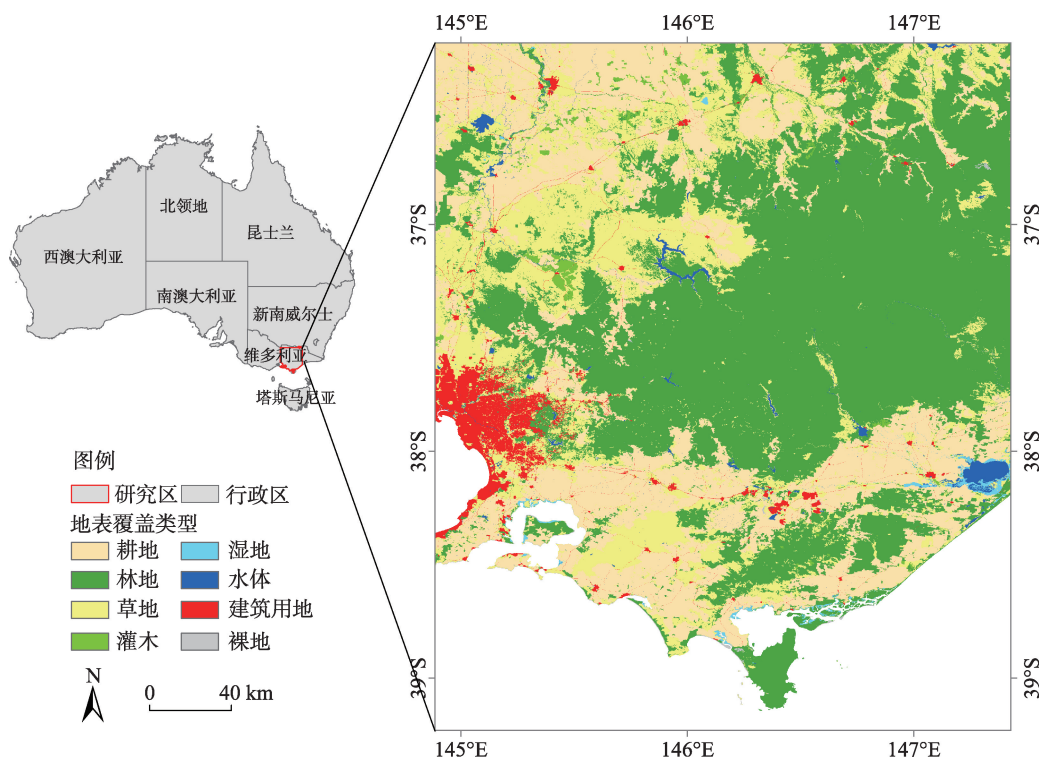 145°E 146°E 147°E
37°S 37°S
38°S 38°S
39°S 39°S
145°E 146°E 147°E
北领地
昆士兰
西澳大利亚
南澳大利亚
新南威尔士
维多利亚
塔斯马尼亚
图例
研究区 行政区
地表覆盖类型
耕地 湿地
林地 水体
草地 建筑用地
灌木 裸地
N
0 40 km